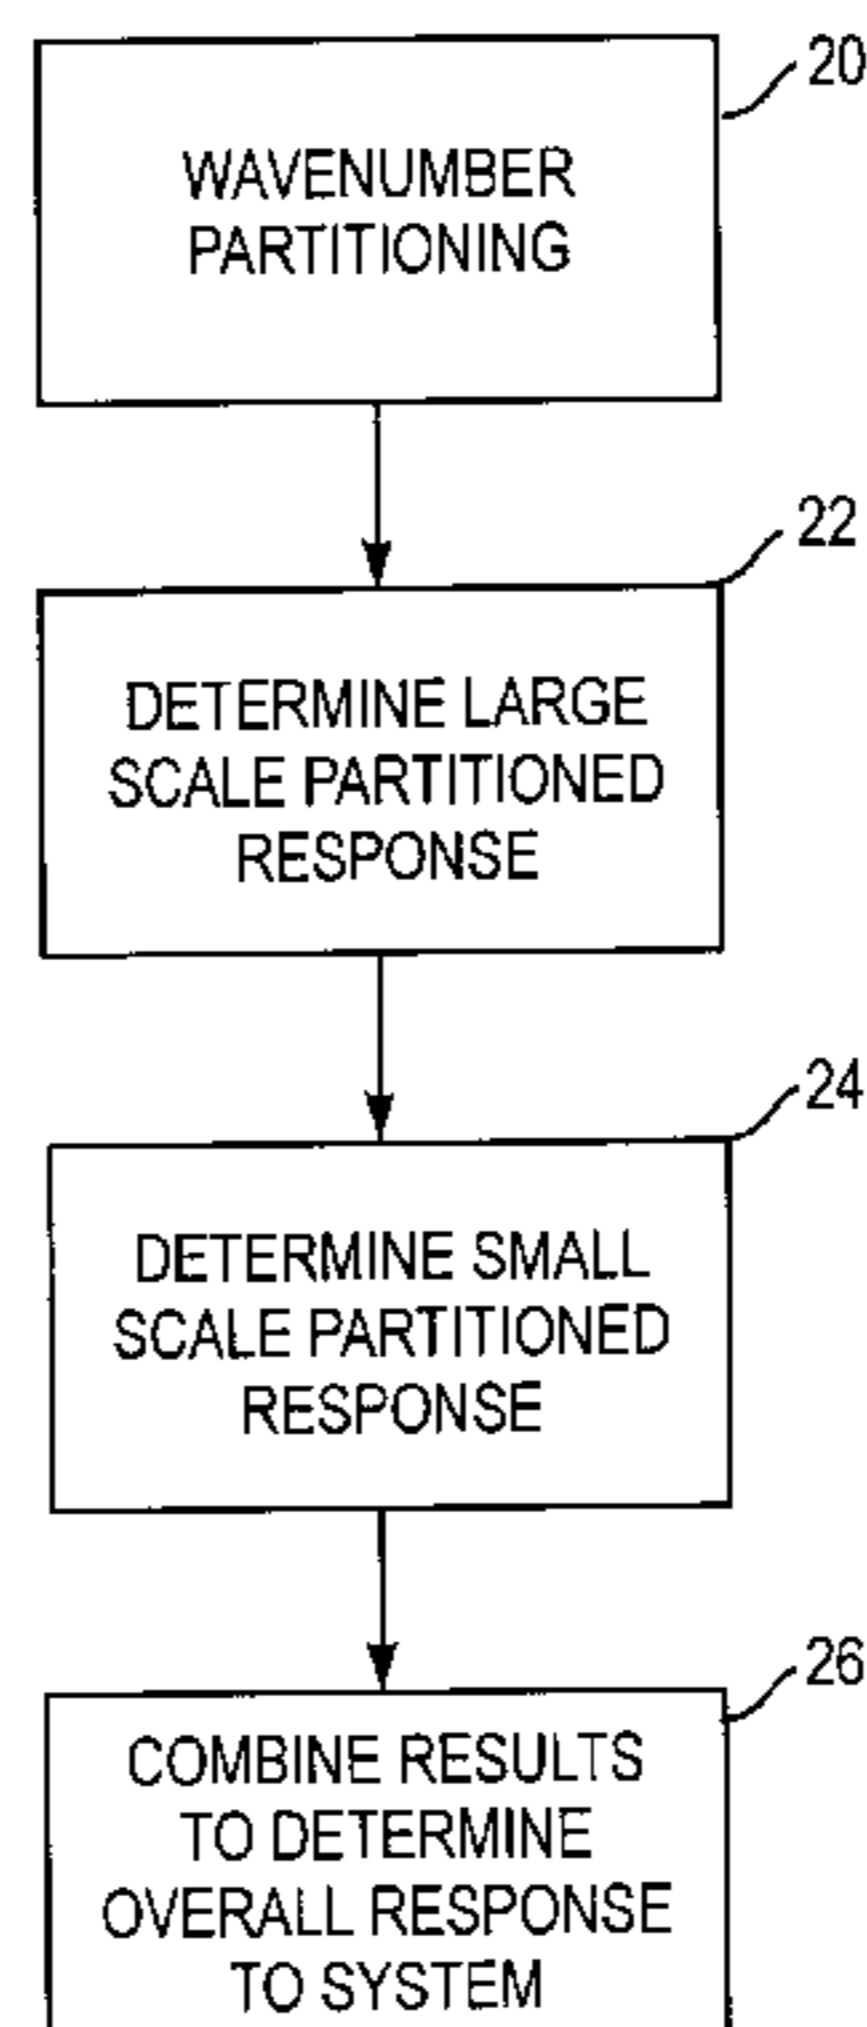 20
WAVENUMBER
PARTITIONING
22
DETERMINE LARGE
SCALE PARTITIONED
RESPONSE
24
DETERMINE SMALL
SCALE PARTITIONED
RESPONSE
26
COMBINE RESULTS
TO DETERMINE
OVERALL RESPONSE
TO SYSTEM